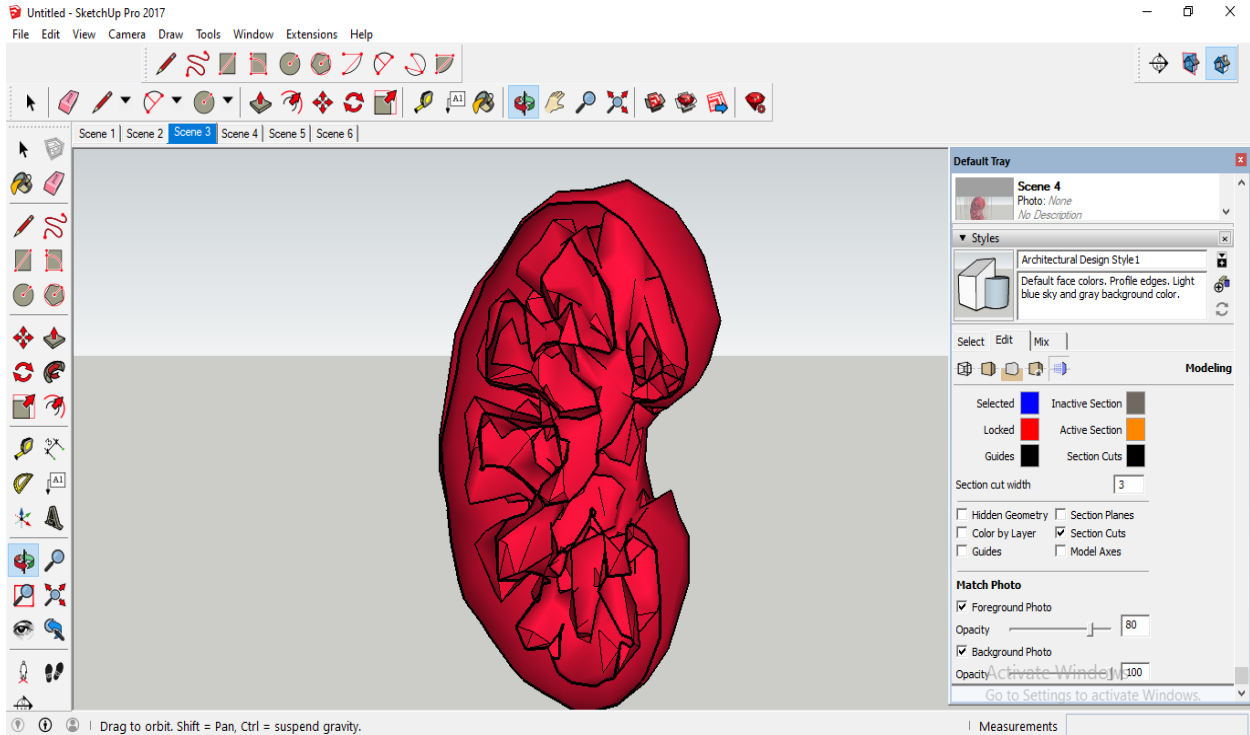 Untitled - SketchUp Pro 2017
File Edit View Camera Draw Tools Window Extensions Help
A1
Scene 1 Scene 2 Scene 3 Scene 4 Scene 5 Scene 6
Default Tray
Scene 4
Photo: None
No Description
Styles
Architectural Design Style1
Default face colors. Profile edges. Light
blue sky and gray background color.
Select Edit Mix
Modeling
Selected Inactive Section
Locked Active Section
Guides Section Cuts
Section cut width 3
Hidden Geometry Section Planes
Color by Layer Section Cuts
Guides Model Axes
Match Photo
Foreground Photo
Opacity 80
Background Photo
Opacity 100
Activate Windows
Go to Settings to activate Windows.
A1
Drag to orbit. Shift = Pan, Ctrl = suspend gravity.
Measurements